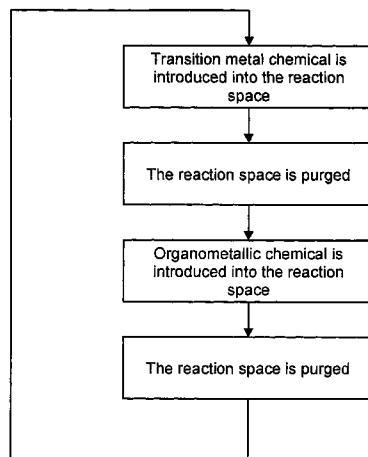 Transition metal chemical is
introduced into the reaction
space
The reaction space is purged
Organometallic chemical is
introduced into the reaction
space
The reaction space is purged